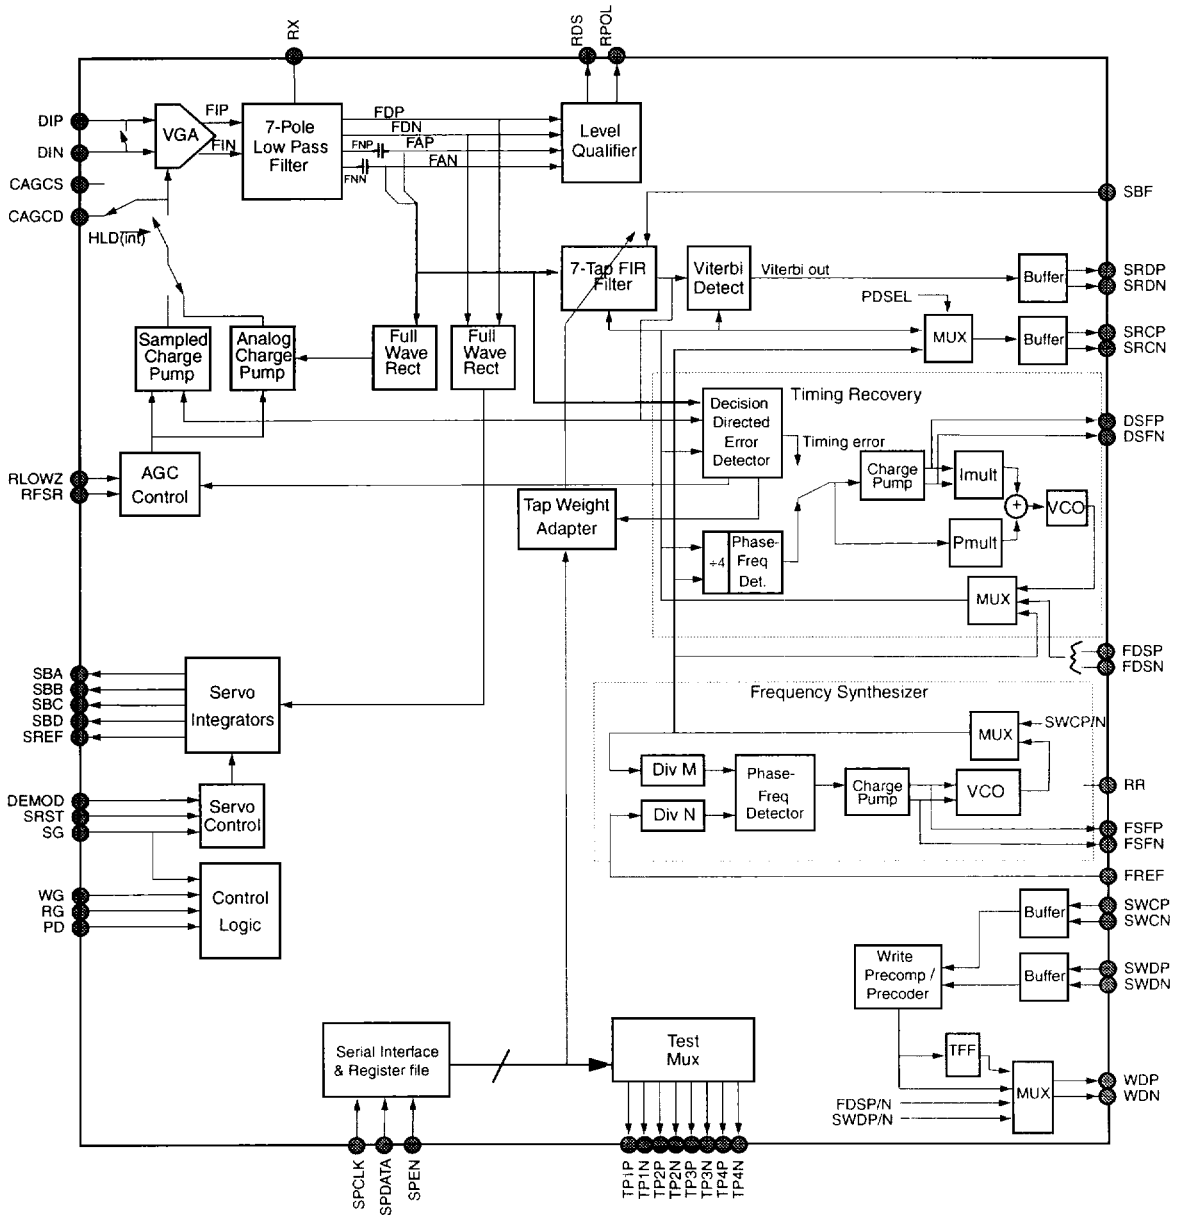 RX
RDS
RPOL
DIP
DIN
CAGCS
CAGCD
HLD(int)
VGA
FIP
FIN
7-Pole
Low Pass
Filter
FDP
FDN
FNP
FAP
FNN
FAN
Level
Qualifier
SBF
7-Tap FIR
Filter
Viterbi
Detect
Viterbi out
Buffer
SRDP
SRDN
PDSEL
MUX
Buffer
SRCP
SRCN
Sampled
Charge
Pump
Analog
Charge
Pump
Full
Wave
Rect
Full
Wave
Rect
Timing Recovery
Decision
Directed
Error
Detector
Timing error
Charge
Pump
Imult
+
VCO
Pmult
DSFP
DSFN
RLOWZ
RFSR
AGC
Control
Tap Weight
Adapter
÷4
Phase-
Freq
Det.
MUX
FDSP
FDSN
SBA
SBB
SBC
SBD
SREF
Servo
Integrators
Frequency Synthesizer
MUX
SWCP/N
Div M
Div N
Phase-
Freq
Detector
Charge
Pump
VCO
RR
FSFP
FSFN
FREF
DEMOD
SRST
SG
Servo
Control
WG
RG
PD
Control
Logic
Buffer
SWCP
SWCN
Write
Precomp /
Precoder
Buffer
SWDP
SWDN
Serial Interface
& Register file
Test
Mux
TFF
MUX
FDSP/N
SWDP/N
WDP
WDN
SPCLK
SPDATA
SPEN
TP1P
TP1N
TP2P
TP2N
TP3P
TP3N
TP4P
TP4N